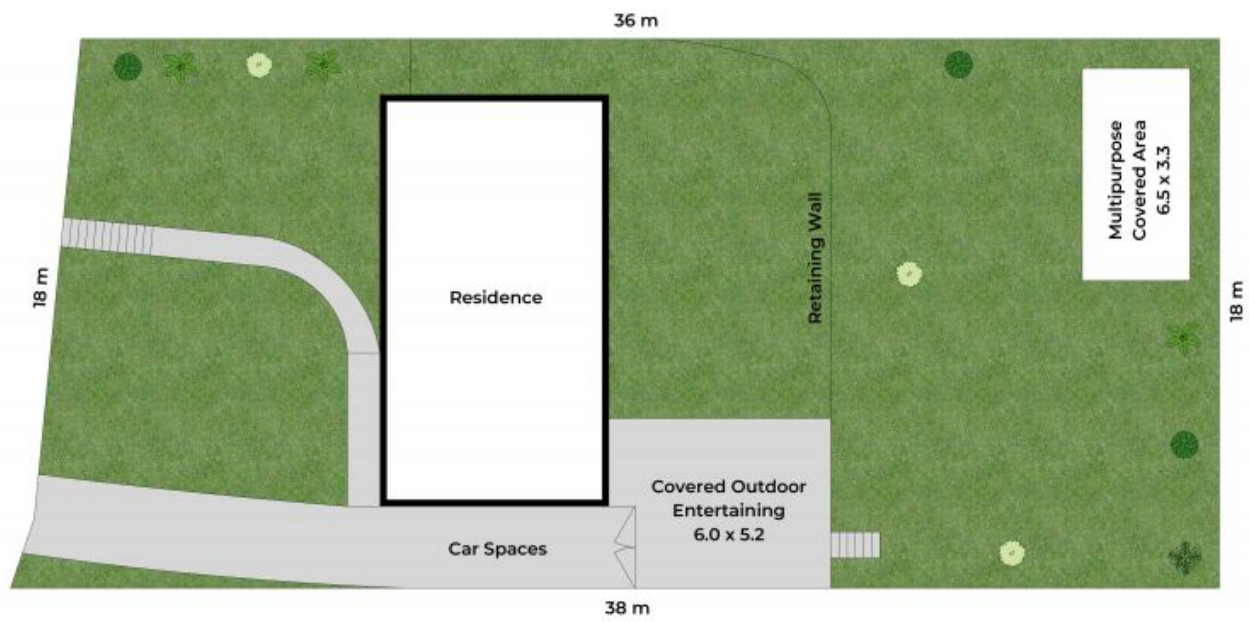 36 m
Multipurpose
Covered Area
6.5 x 3.3
Retaining Wall
Residence
18 m
18 m
Covered Outdoor
Entertaining
6.0 x 5.2
Car Spaces
38 m